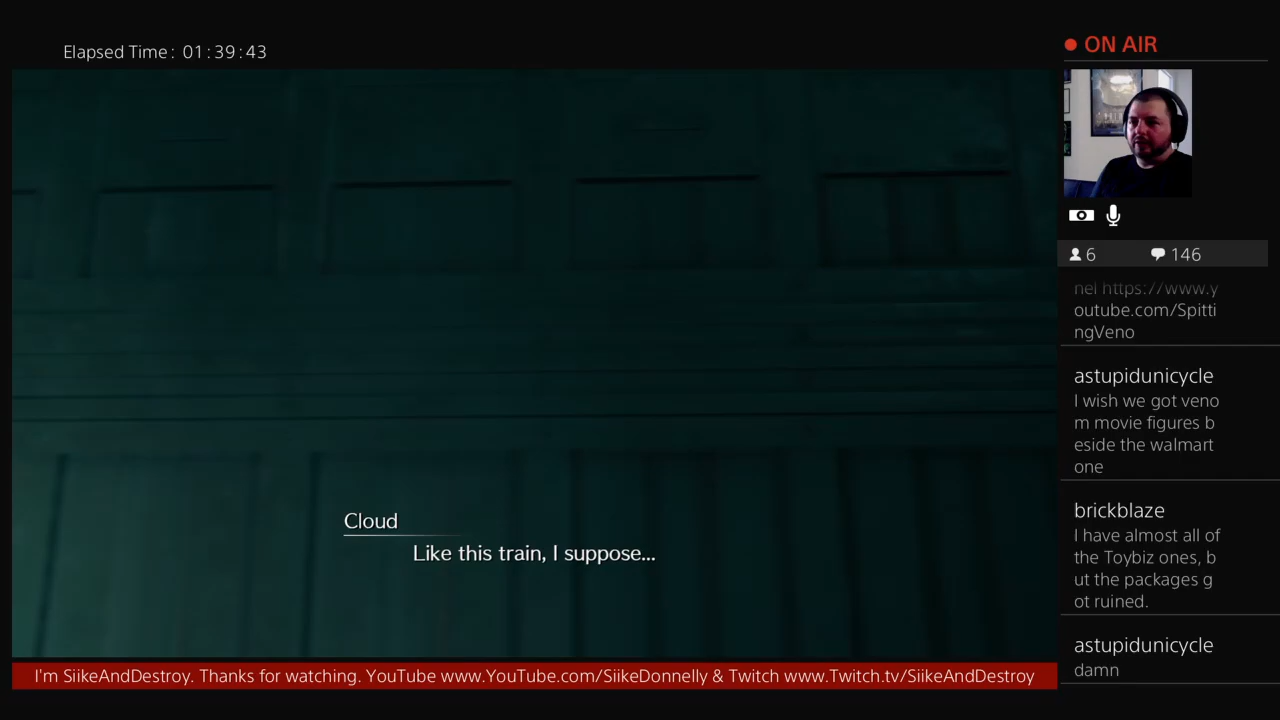 Elapsed Time: 01:39:43
ON AIR
6
146
nel https://www.y
outube.com/Spitti
ngVeno
astupidunicycle
I wish we got veno
m movie figures b
eside the walmart
one
brickblaze
I have almost all of
the Toybiz ones, b
ut the packages g
ot ruined.
astupidunicycle
damn
Cloud
Like this train, I suppose...
I'm SiikeAndDestroy. Thanks for watching. YouTube www.YouTube.com/SiikeDonnelly & Twitch www.Twitch.tv/SiikeAndDestroy